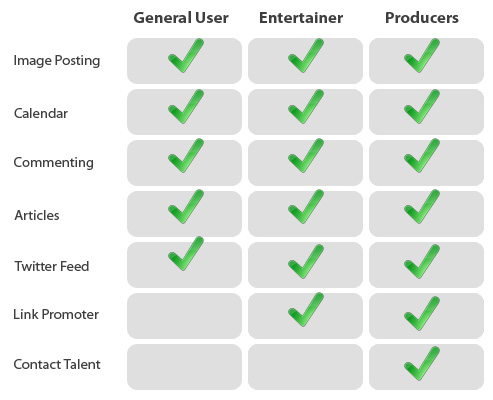 General User Entertainer Producers
Image Posting
Calendar
Commenting
Articles
Twitter Feed
Link Promoter
Contact Talent